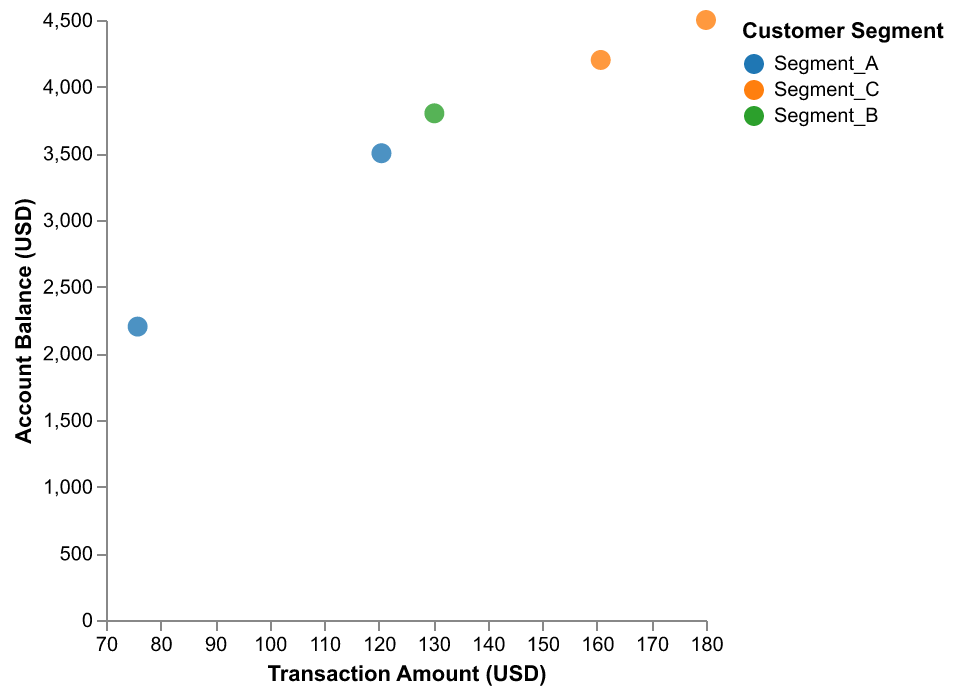 4,500
4,000
3,500
3,000
2,500
2,000
1,500
1,000
500
0
Account Balance (USD)
70 80 90 100 110 120 130 140 150 160 170 180
Transaction Amount (USD)
Customer Segment
Segment_A
Segment_C
Segment_B